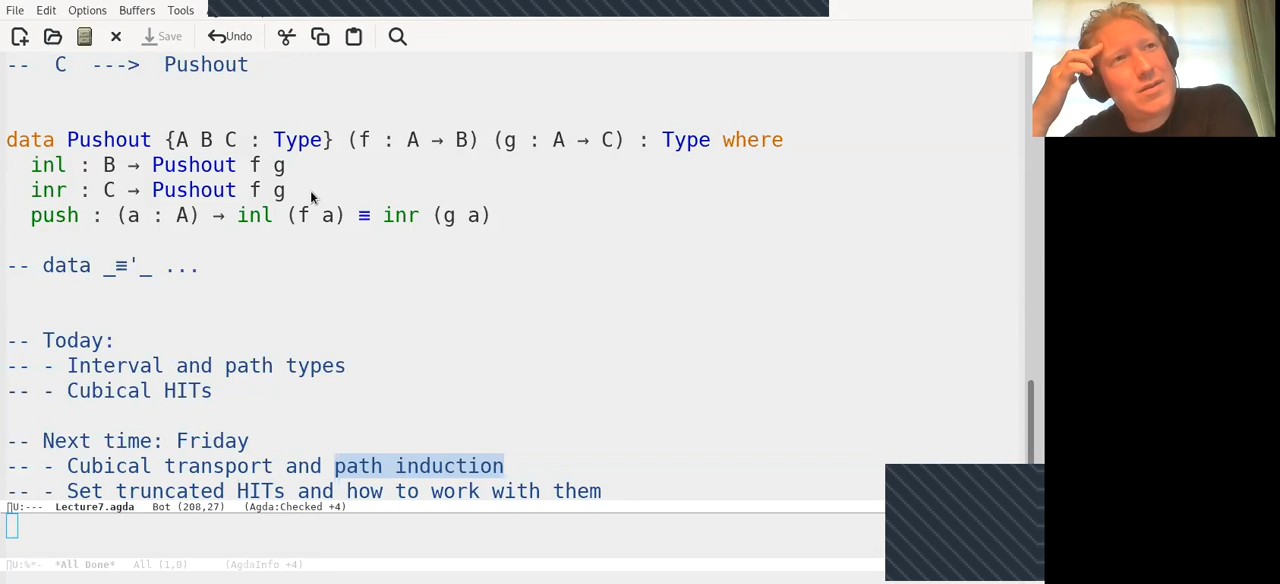 File Edit Options Buffers Tools
Save Undo
-- C ---> Pushout
data Pushout {A B C : Type} (f : A → B) (g : A → C) : Type where
inl : B → Pushout f g
inr : C → Pushout f g
push : (a : A) → inl (f a) ≡ inr (g a)
-- data _≡'_ ...
-- Today:
-- - Interval and path types
-- - Cubical HITs
-- Next time: Friday
-- - Cubical transport and path induction
-- - Set truncated HITs and how to work with them
U:--- Lecture7.agda Bot (208,27) (Agda:Checked +4)
U:%*- *All Done* All (1,0) (AgdaInfo +4)